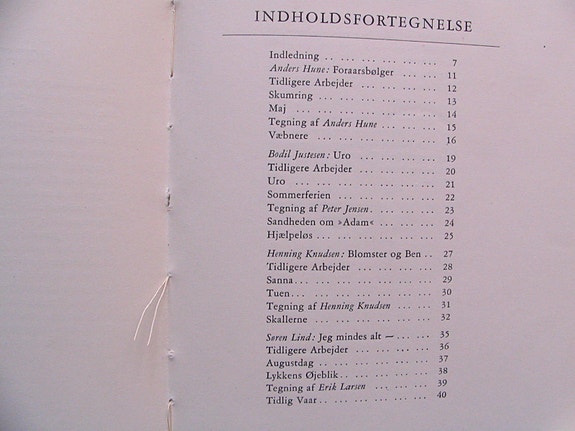 INDHOLDSFORTEGNELSE
Indledning .. ... ... ... ... ... 7
Anders Hune: Foraarsbølger ... ... 11
Tidligere Arbejder ... ... ... ... 12
Skumring ... ... ... ... ... ... 13
Maj ... ... ... ... ... ... ... 14
Tegning af Anders Hune ... ... ... 15
Væbnere ... ... ... ... ... ... 16
Bodil Justesen: Uro ... ... ... ... 19
Tidligere Arbejder ... ... ... ... 20
Uro ... ... ... ... ... ... ... 21
Sommerferien ... ... ... ... ... 22
Tegning af Peter Jensen. ... ... ... 23
Sandheden om »Adam« ... ... ... 24
Hjælpeløs ... ... ... ... ... ... 25
Henning Knudsen: Blomster og Ben .. 27
Tidligere Arbejder ... ... ... ... 28
Sanna ... ... ... ... ... ... ... 29
Tuen ... ... ... ... ... ... ... 30
Tegning af Henning Knudsen ... ... 31
Skallerne ... ... ... ... ... ... 32
Søren Lind: Jeg mindes alt — ... ... 35
Tidligere Arbejder ... ... ... ... 36
Augustdag ... ... ... ... ... ... 37
Lykkens Øjeblik .. ... ... ... ... 38
Tegning af Erik Larsen ... ... ... 39
Tidlig Vaar .. ... ... ... ... ... 40